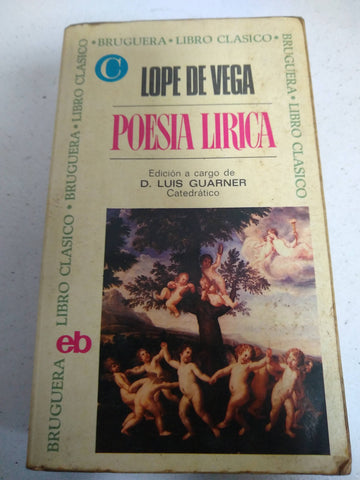 • BRUGUERA • LIBRO CLASICO •
BRUGUERA • LIBRO CLASICO
BRUGUERA LIBRO CLASICO • BRUGUERA • LIBRO CLASICO
C
LOPE DE VEGA
POESIA LIRICA
Edición a cargo de
D. LUIS GUARNER
Catedrático
eb